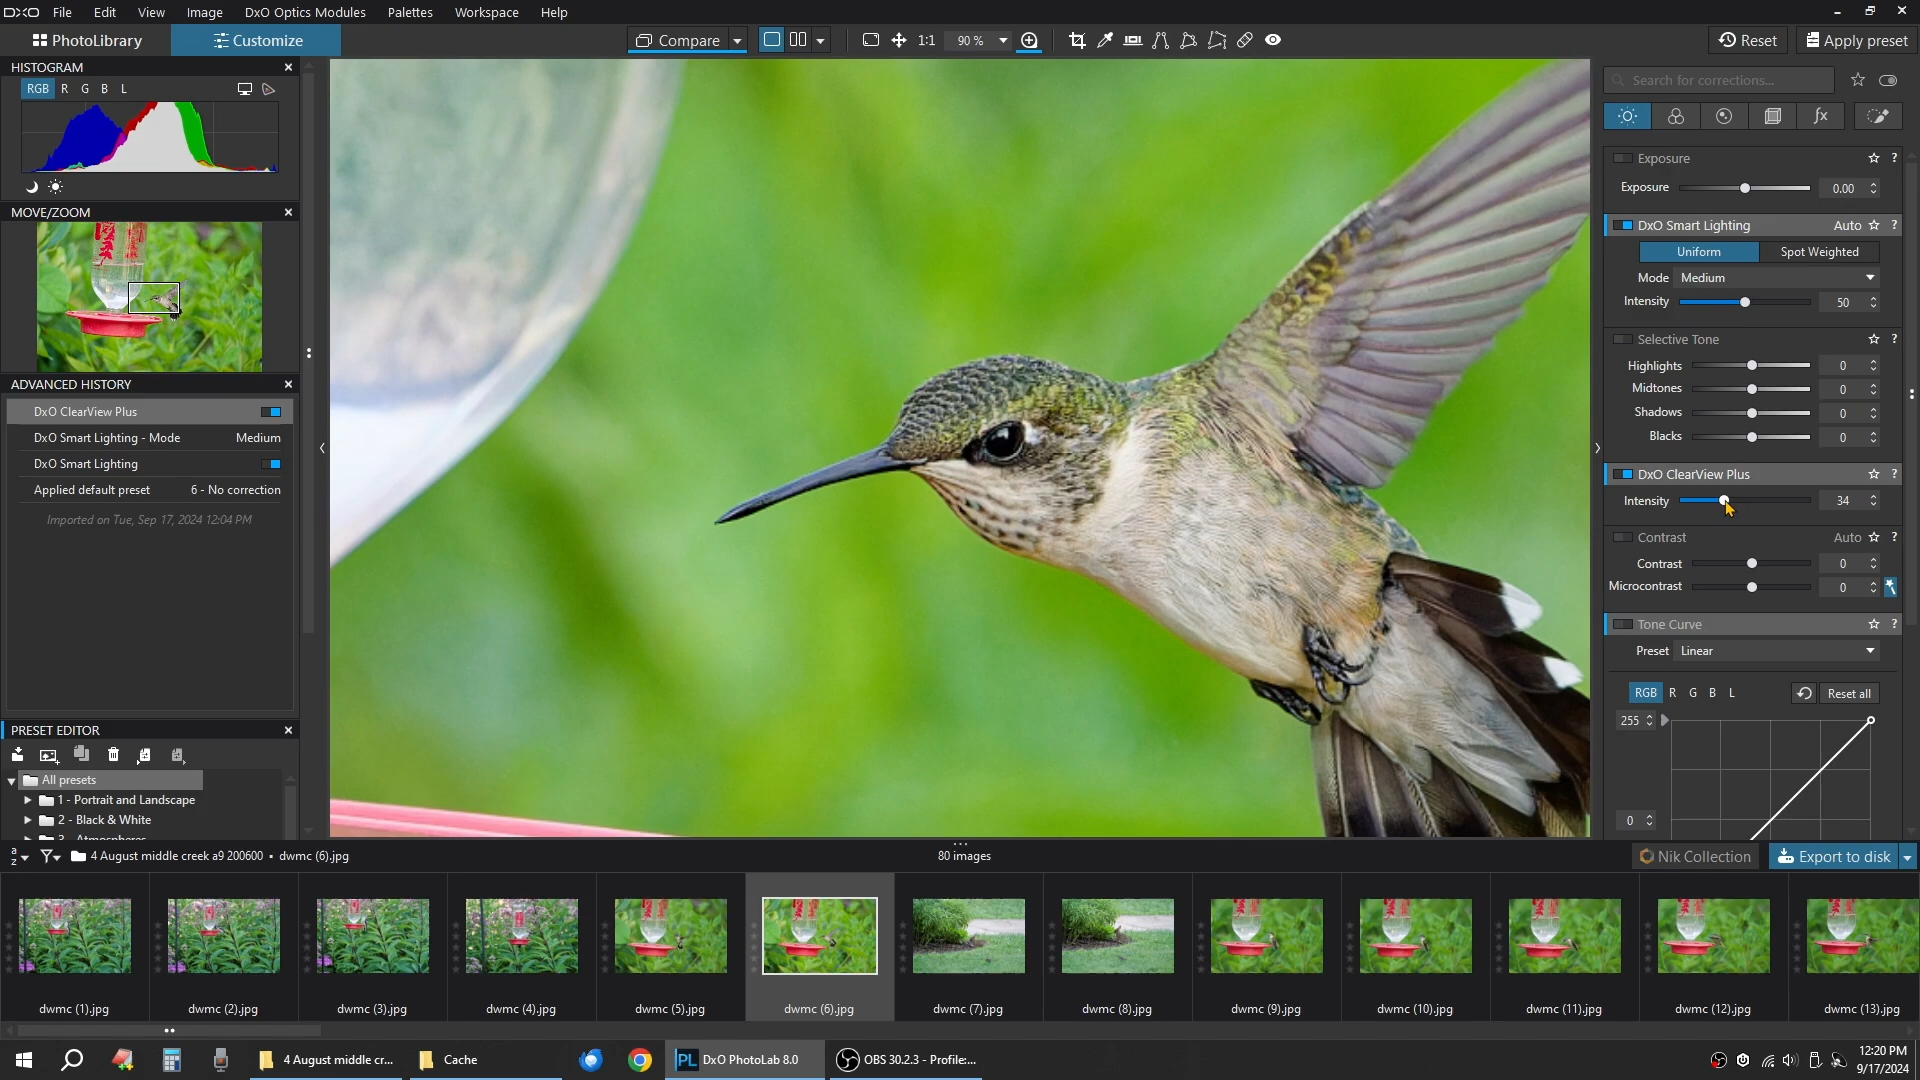 DXO File Edit View Image DxO Optics Modules Palettes Workspace Help
PhotoLibrary Customize Compare 1:1 90 % Reset Apply preset
HISTOGRAM
RGB R G B L
MOVE/ZOOM
ADVANCED HISTORY
DxO ClearView Plus
DxO Smart Lighting - Mode Medium
DxO Smart Lighting
Applied default preset 6 - No correction
Imported on Tue, Sep 17, 2024 12:04 PM
PRESET EDITOR
All presets
1 - Portrait and Landscape
2 - Black & White
3 - Atmospheres
Search for corrections...
fx
Exposure ?
Exposure 0.00
DxO Smart Lighting Auto ?
Uniform Spot Weighted
Mode Medium
Intensity 50
Selective Tone ?
Highlights 0
Midtones 0
Shadows 0
Blacks 0
DxO ClearView Plus ?
Intensity 34
Contrast Auto ?
Contrast 0
Microcontrast 0
Tone Curve ?
Preset Linear
RGB R G B L Reset all
255
0
a z 4 August middle creek a9 200600 • dwmc (6).jpg 80 images Nik Collection Export to disk
dwmc (1).jpg dwmc (2).jpg dwmc (3).jpg dwmc (4).jpg dwmc (5).jpg dwmc (6).jpg dwmc (7).jpg dwmc (8).jpg dwmc (9).jpg dwmc (10).jpg dwmc (11).jpg dwmc (12).jpg dwmc (13).jpg
4 August middle cr... Cache PL DxO PhotoLab 8.0 OBS 30.2.3 - Profile:... 12:20 PM
9/17/2024